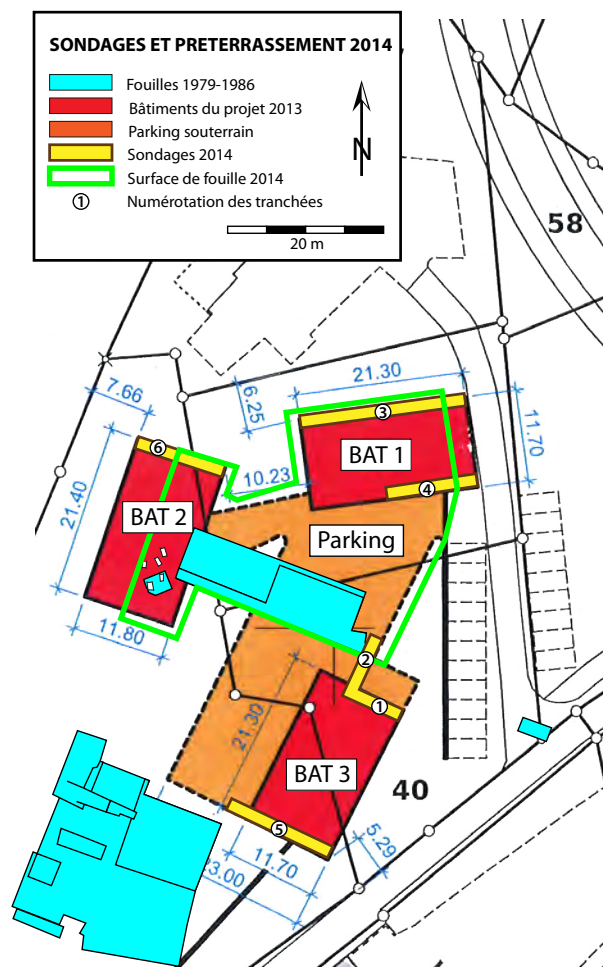 SONDAGES ET PRETERRASSEMENT 2014
Fouilles 1979-1986
Bâtiments du projet 2013
Parking souterrain
Sondages 2014
Surface de fouille 2014
① Numérotation des tranchées
N
20 m
58
21.30
7.66
6.25
③
11.70
⑥
BAT 1
10.23
④
21.40
BAT 2
Parking
11.80
②
①
21.30
BAT 3
40
⑤
5.29
11.70
23.00